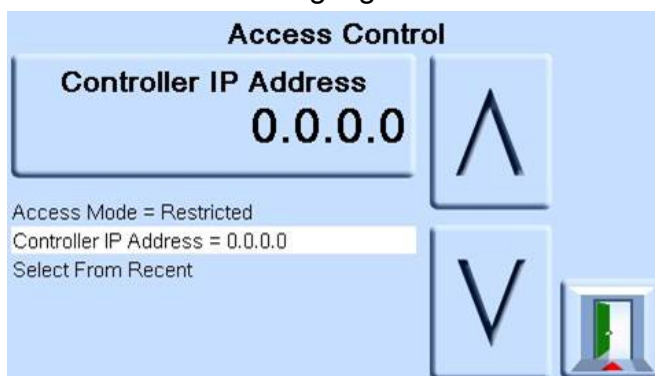 Access Control
Controller IP Address
0.0.0.0
Access Mode = Restricted
Controller IP Address = 0.0.0.0
Select From Recent